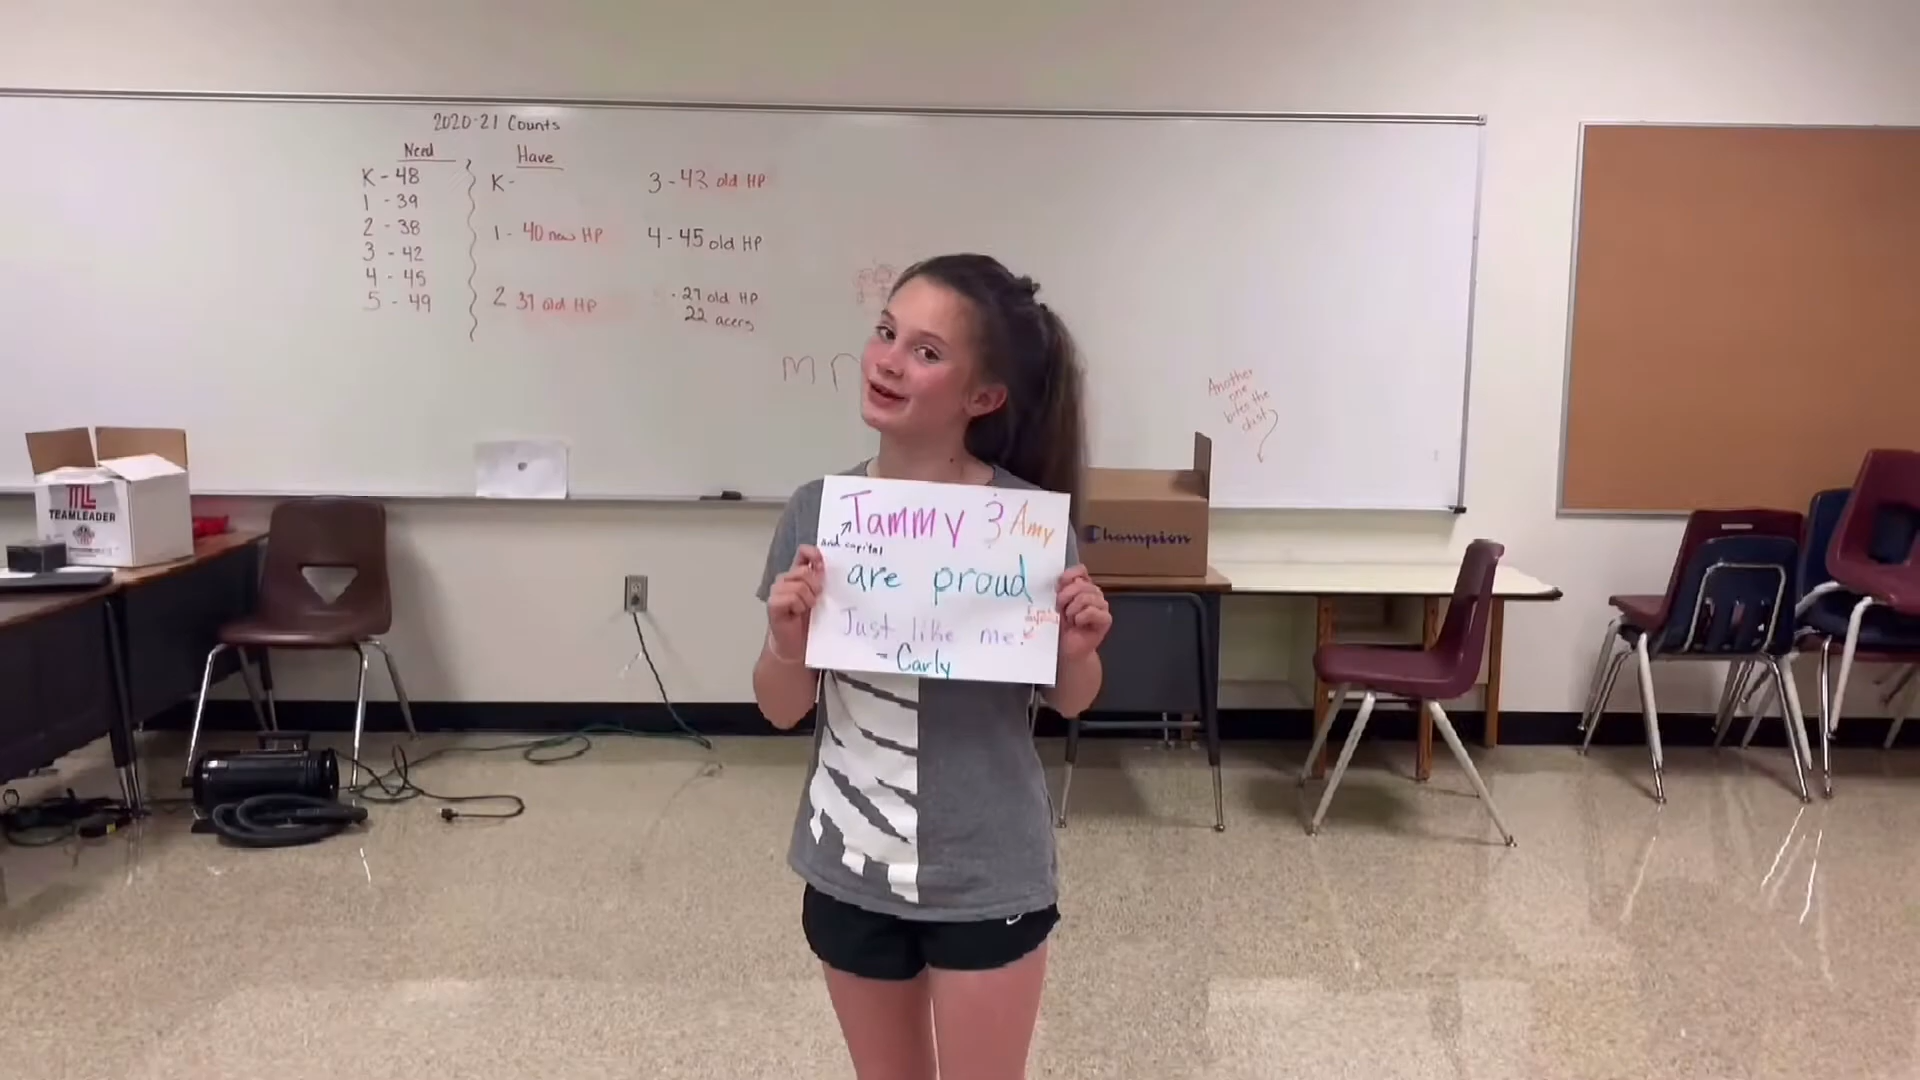 2020-21 Counts
Need
K - 48
1 - 39
2 - 38
3 - 42
4 - 45
5 - 49
Have
K -
1 - 40 new HP
2 37 old HP
3 - 43 old HP
4 - 45 old HP
- 27 old HP
22 acers
m
Another
one
bites the
dust
TL
TEAMLEADER
Champion
Tammy & Amy
and capital
are proud
Just like me.
- Carly